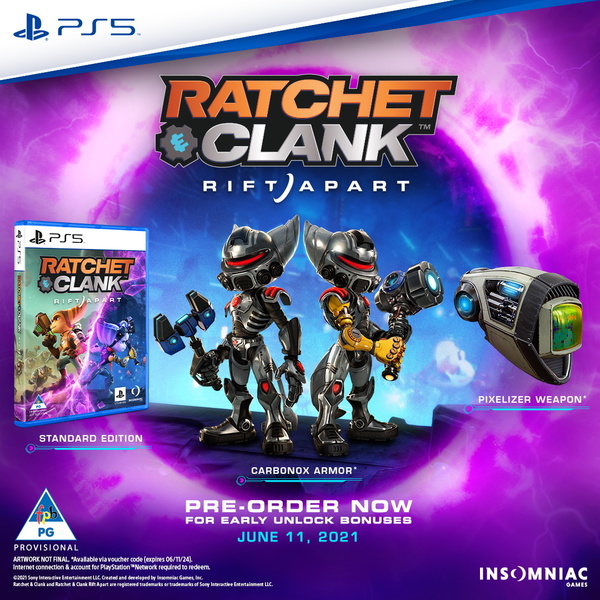 PS5
RATCHET
CLANK™
RIFT APART
PS5
PS5
RATCHET
CLANK
RIFT APART
STANDARD EDITION
CARBONOX ARMOR*
PIXELIZER WEAPON*
PRE-ORDER NOW
FOR EARLY UNLOCK BONUSES
JUNE 11, 2021
fpb
PG
PROVISIONAL
ARTWORK NOT FINAL. *Available via voucher code (expires 06/11/24).
Internet connection & account for PlayStation™Network required to redeem.
©2021 Sony Interactive Entertainment LLC. Created and developed by Insomniac Games, Inc.
Ratchet & Clank and Ratchet & Clank Rift Apart are registered trademarks or trademarks of Sony Interactive Entertainment LLC.
INSOMNIAC
GAMES